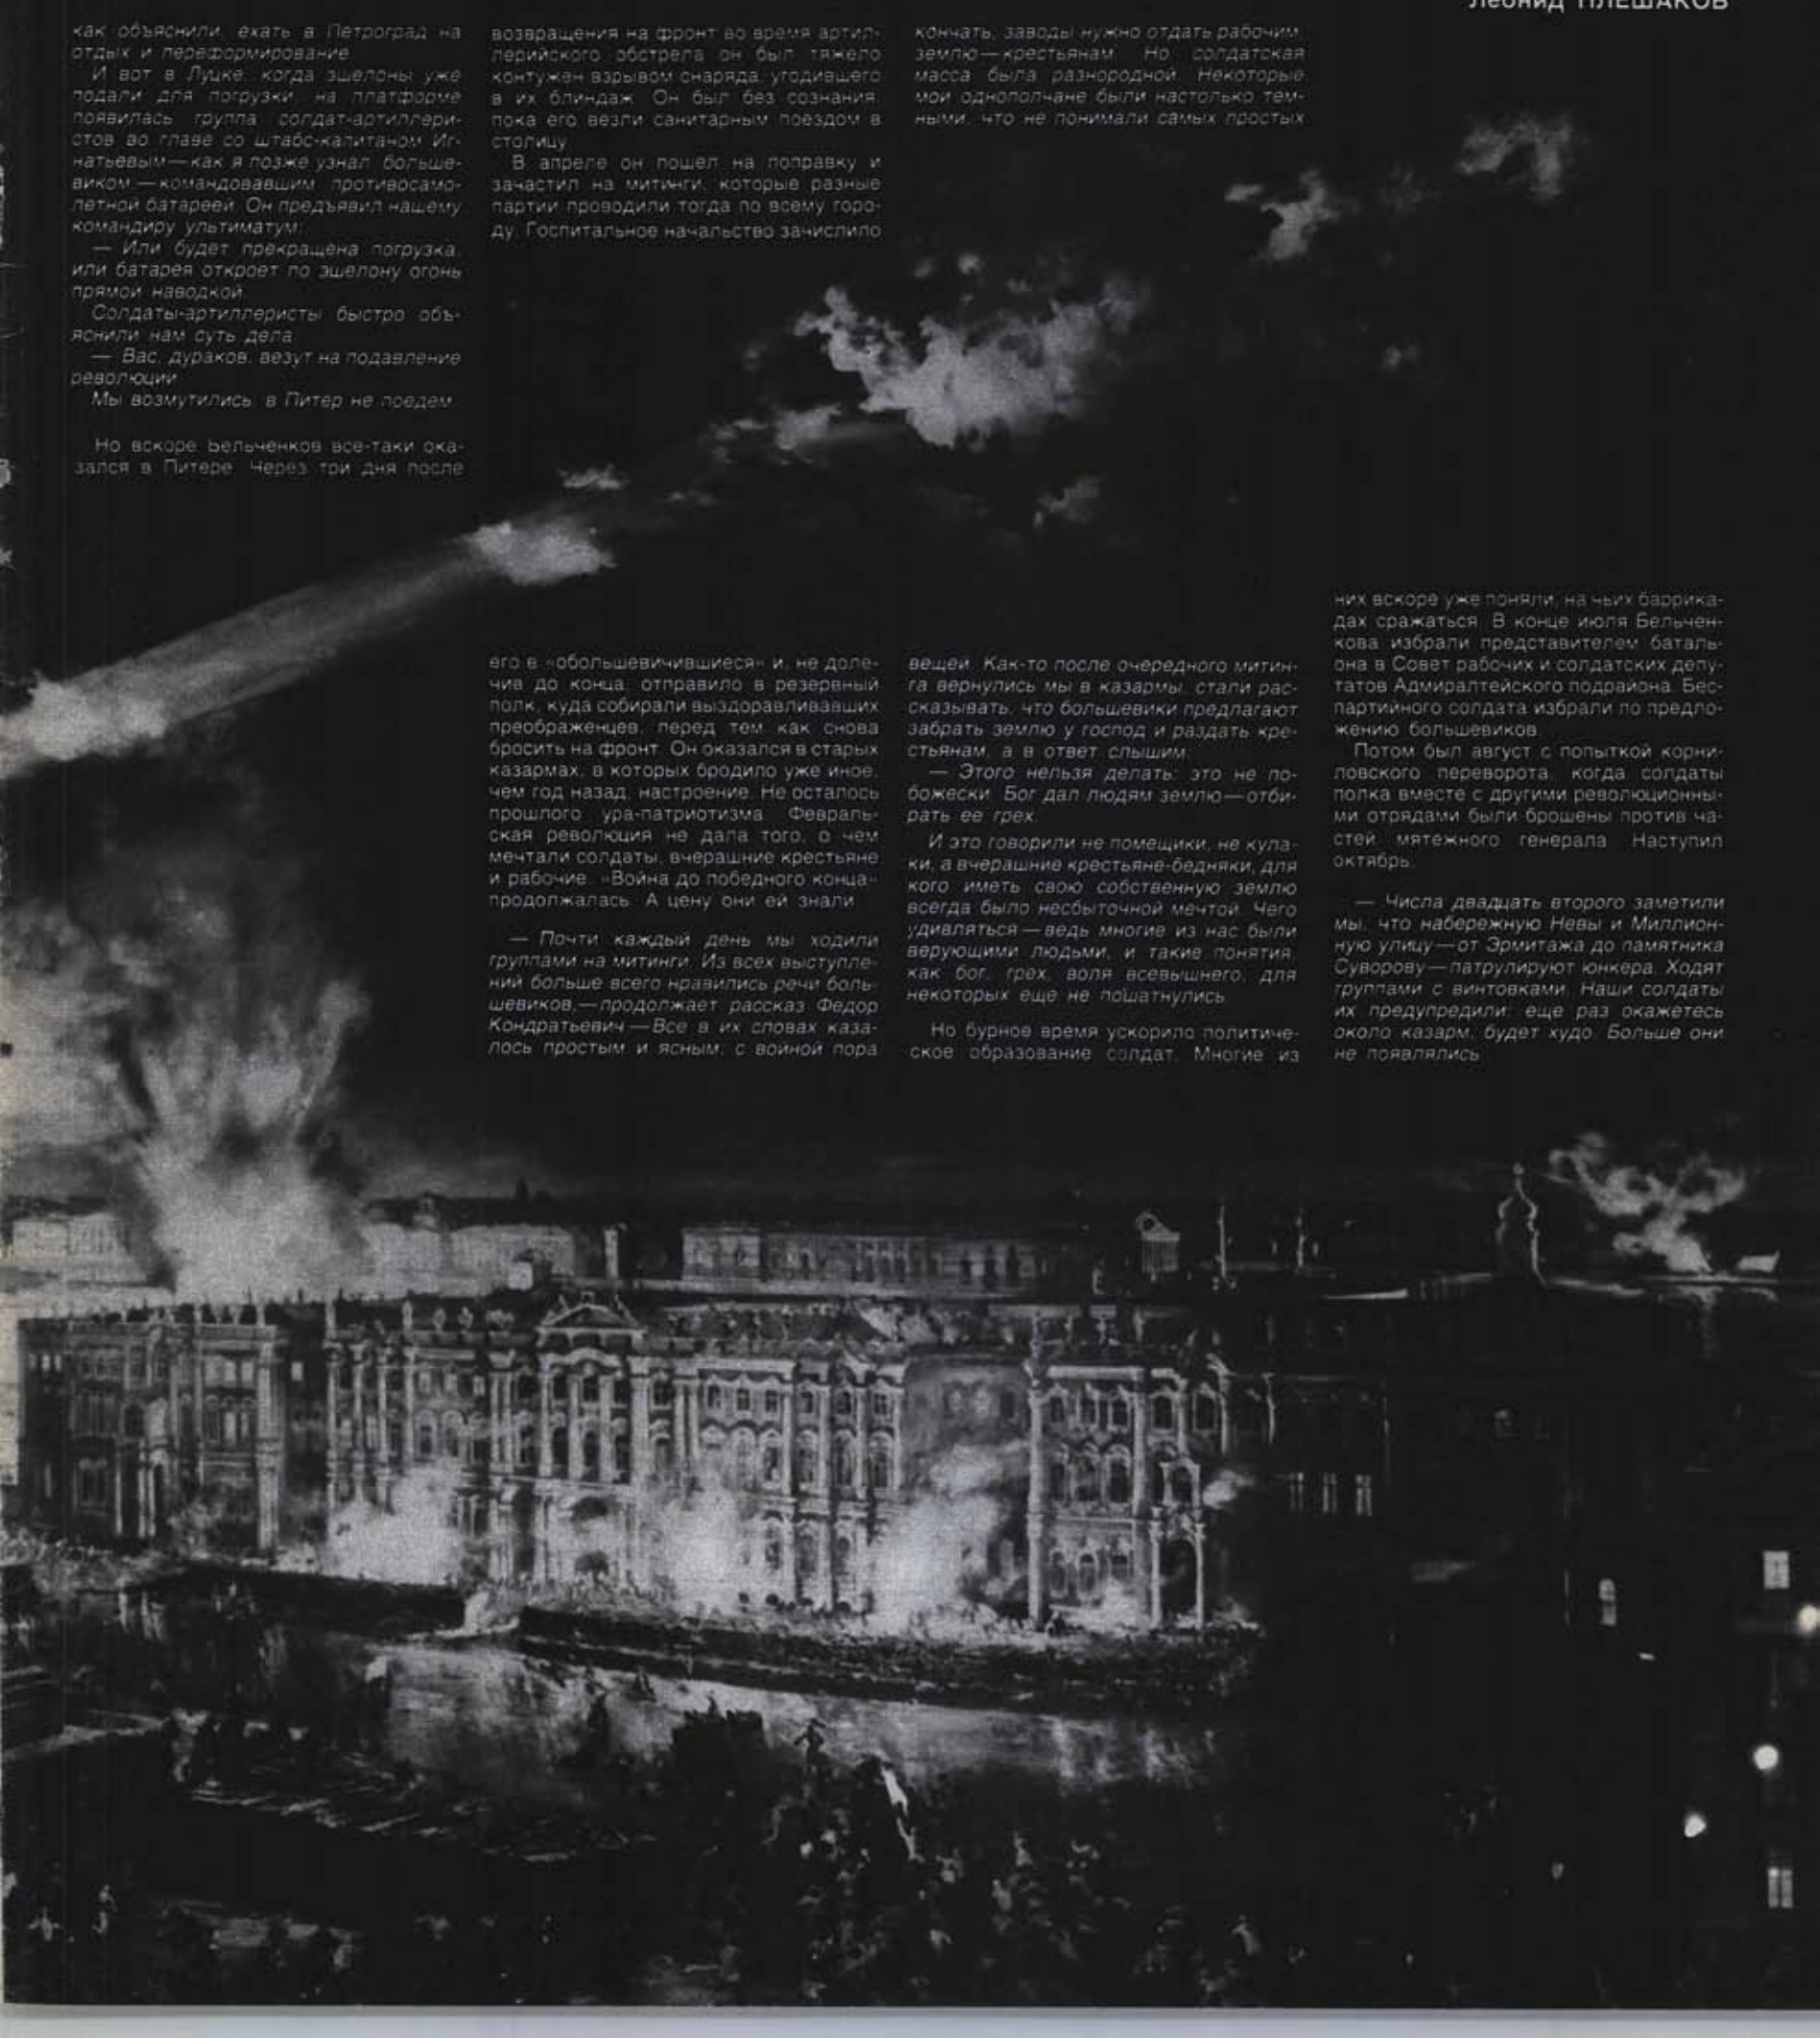 Леонид ПЛЕШАКОВ
как объяснили, ехать в Петроград на
отдых и переформирование.
И вот в Луцке, когда эшелоны уже
подали для погрузки, на платформе
появилась группа солдат-артиллери-
стов во главе со штабс-капитаном Иг-
натьевым—как я позже узнал, больше-
виком,—командовавшим противосамо-
летной батареей. Он предъявил нашему
командиру ультиматум:
— Или будет прекращена погрузка,
или батарея откроет по эшелону огонь
прямой наводкой.
Солдаты-артиллеристы быстро объ-
яснили нам суть дела:
— Вас, дураков, везут на подавление
революции.
Мы возмутились: в Питер не поедем.
Но вскоре Бельченков все-таки ока-
зался в Питере. Через три дня после
возвращения на фронт во время артил-
лерийского обстрела он был тяжело
контужен взрывом снаряда, угодившего
в их блиндаж. Он был без сознания,
пока его везли санитарным поездом в
столицу.
В апреле он пошел на поправку и
зачастил на митинги, которые разные
партии проводили тогда по всему горо-
ду. Госпитальное начальство зачислило
его в «обольшевичившиеся» и, не доле-
чив до конца, отправило в резервный
полк, куда собирали выздоравливавших
преображенцев, перед тем как снова
бросить на фронт. Он оказался в старых
казармах, в которых бродило уже иное,
чем год назад, настроение. Не осталось
прошлого ура-патриотизма. Февраль-
ская революция не дала того, о чем
мечтали солдаты, вчерашние крестьяне
и рабочие. «Война до победного конца»
продолжалась. А цену они ей знали.
— Почти каждый день мы ходили
группами на митинги. Из всех выступле-
ний больше всего нравились речи боль-
шевиков,—продолжает рассказ Федор
Кондратьевич.—Все в их словах каза-
лось простым и ясным: с войной пора
кончать, заводы нужно отдать рабочим,
землю—крестьянам. Но солдатская
масса была разнородной. Некоторые
мои однополчане были настолько тем-
ными, что не понимали самых простых
вещей. Как-то после очередного митин-
га вернулись мы в казармы, стали рас-
сказывать, что большевики предлагают
забрать землю у господ и раздать кре-
стьянам, а в ответ слышим:
— Этого нельзя делать: это не по-
божески. Бог дал людям землю—отби-
рать ее грех.
И это говорили не помещики, не кула-
ки, а вчерашние крестьяне-бедняки, для
кого иметь свою собственную землю
всегда было несбыточной мечтой. Чего
удивляться—ведь многие из нас были
верующими людьми, и такие понятия,
как бог, грех, воля всевышнего, для
некоторых еще не пошатнулись.
Но бурное время ускорило политиче-
ское образование солдат. Многие из
них вскоре уже поняли, на чьих баррика-
дах сражаться. В конце июля Бельчен-
кова избрали представителем баталь-
она в Совет рабочих и солдатских депу-
татов Адмиралтейского подрайона. Бес-
партийного солдата избрали по предло-
жению большевиков.
Потом был август с попыткой корни-
ловского переворота, когда солдаты
полка вместе с другими революционны-
ми отрядами были брошены против ча-
стей мятежного генерала. Наступил
октябрь.
— Числа двадцать второго заметили
мы, что набережную Невы и Миллион-
ную улицу—от Эрмитажа до памятника
Суворову—патрулируют юнкера. Ходят
группами с винтовками. Наши солдаты
их предупредили: еще раз окажетесь
около казарм, будет худо. Больше они
не появлялись.